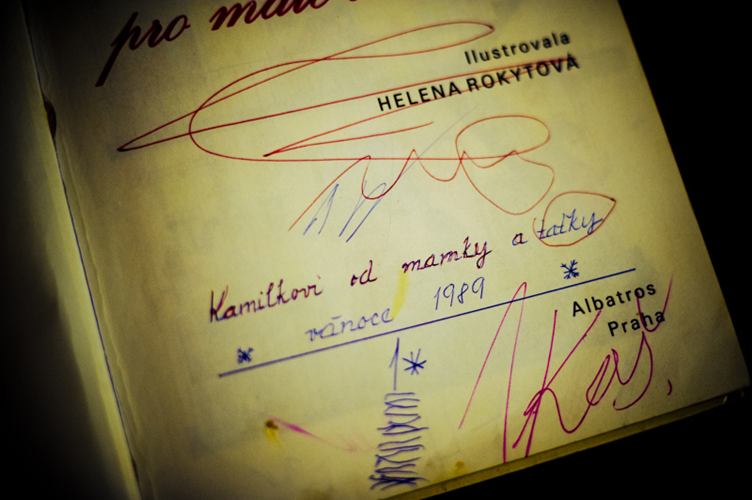 pro malé
Ilustrovala
HELENA ROKYTOVÁ
Kamilkovi od mamky a taťky
vánoce 1989
Albatros
Praha